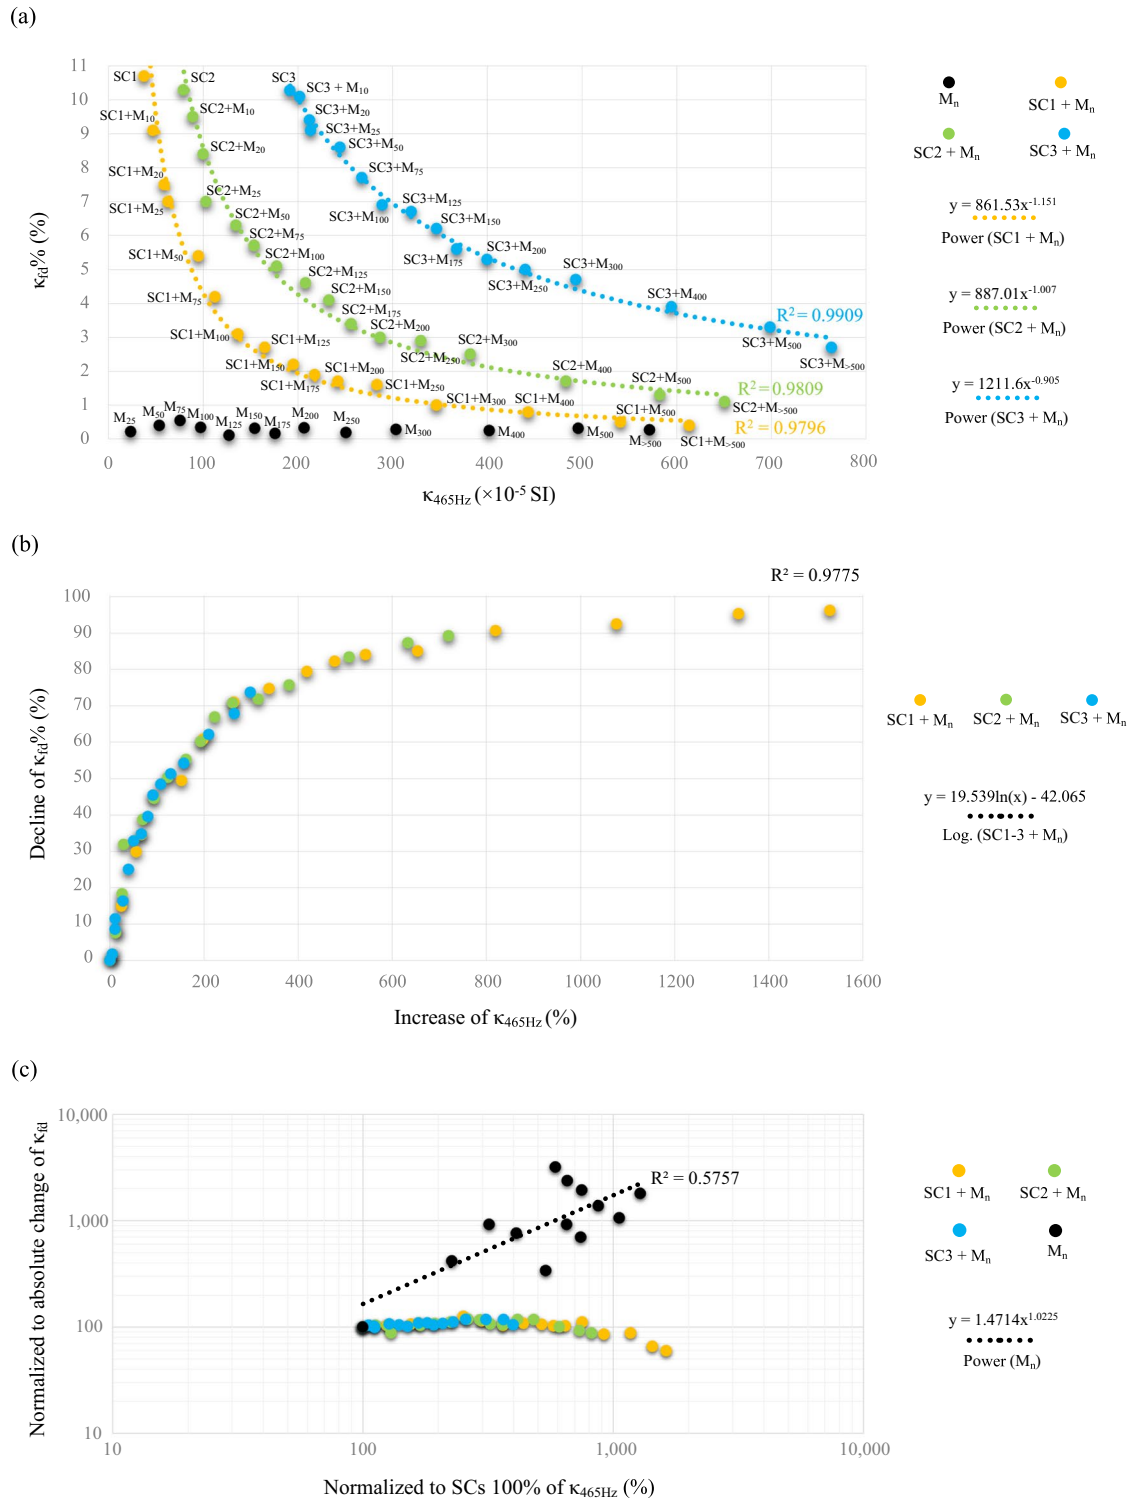 (a)
11
10
9
8
7
6
5
4
3
2
1
0
κfd% (%)
0 100 200 300 400 500 600 700 800
κ465Hz (×10-5 SI)
SC1
SC1+M10
SC1+M20
SC1+M25
SC1+M50
SC1+M75
SC1+M100
SC1+M125
SC1+M150
SC1+M175
SC1+M200
SC1+M250
SC1+M300
SC1+M400
SC1+M500
SC1+M>500
SC2
SC2+M10
SC2+M20
SC2+M25
SC2+M50
SC2+M75
SC2+M100
SC2+M125
SC2+M150
SC2+M175
SC2+M200
SC2+M250
SC2+M300
SC2+M400
SC2+M500
SC2+M>500
SC3
SC3 + M10
SC3+M20
SC3+M25
SC3+M50
SC3+M75
SC3+M100
SC3+M125
SC3+M150
SC3+M175
SC3+M200
SC3+M250
SC3+M300
SC3+M400
SC3+M500
SC3+M>500
M25
M50
M75
M100
M125
M150
M175
M200
M250
M300
M400
M500
M>500
R² = 0.9909
R² = 0.9809
R² = 0.9796
Mn
SC1 + Mn
SC2 + Mn
SC3 + Mn
y = 861.53x-1.151
Power (SC1 + Mn)
y = 887.01x-1.007
Power (SC2 + Mn)
y = 1211.6x-0.905
Power (SC3 + Mn)
(b)
R² = 0.9775
100
90
80
70
60
50
40
30
20
10
0
Decline of κfd% (%)
0 200 400 600 800 1000 1200 1400 1600
Increase of κ465Hz (%)
SC1 + Mn SC2 + Mn SC3 + Mn
y = 19.539ln(x) - 42.065
Log. (SC1-3 + Mn)
(c)
10,000
1,000
100
10
Normalized to absolute change of κfd
R² = 0.5757
10 100 1,000 10,000
Normalized to SCs 100% of κ465Hz (%)
SC1 + Mn
SC2 + Mn
SC3 + Mn
Mn
y = 1.4714x1.0225
Power (Mn)